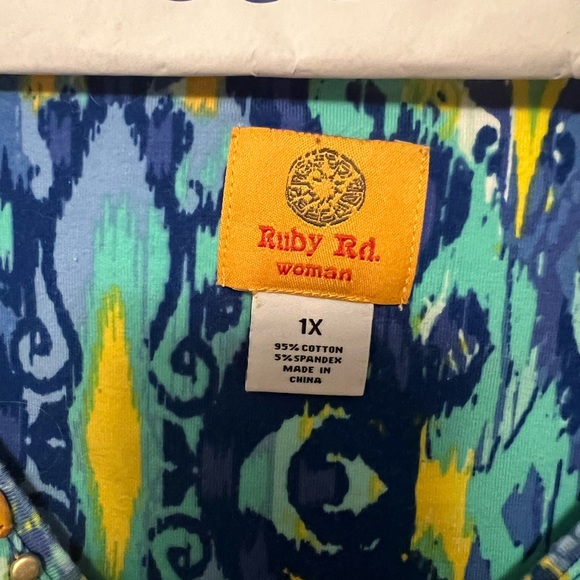 Ruby Rd.
woman
1X
95% COTTON
5% SPANDEX
MADE IN
CHINA